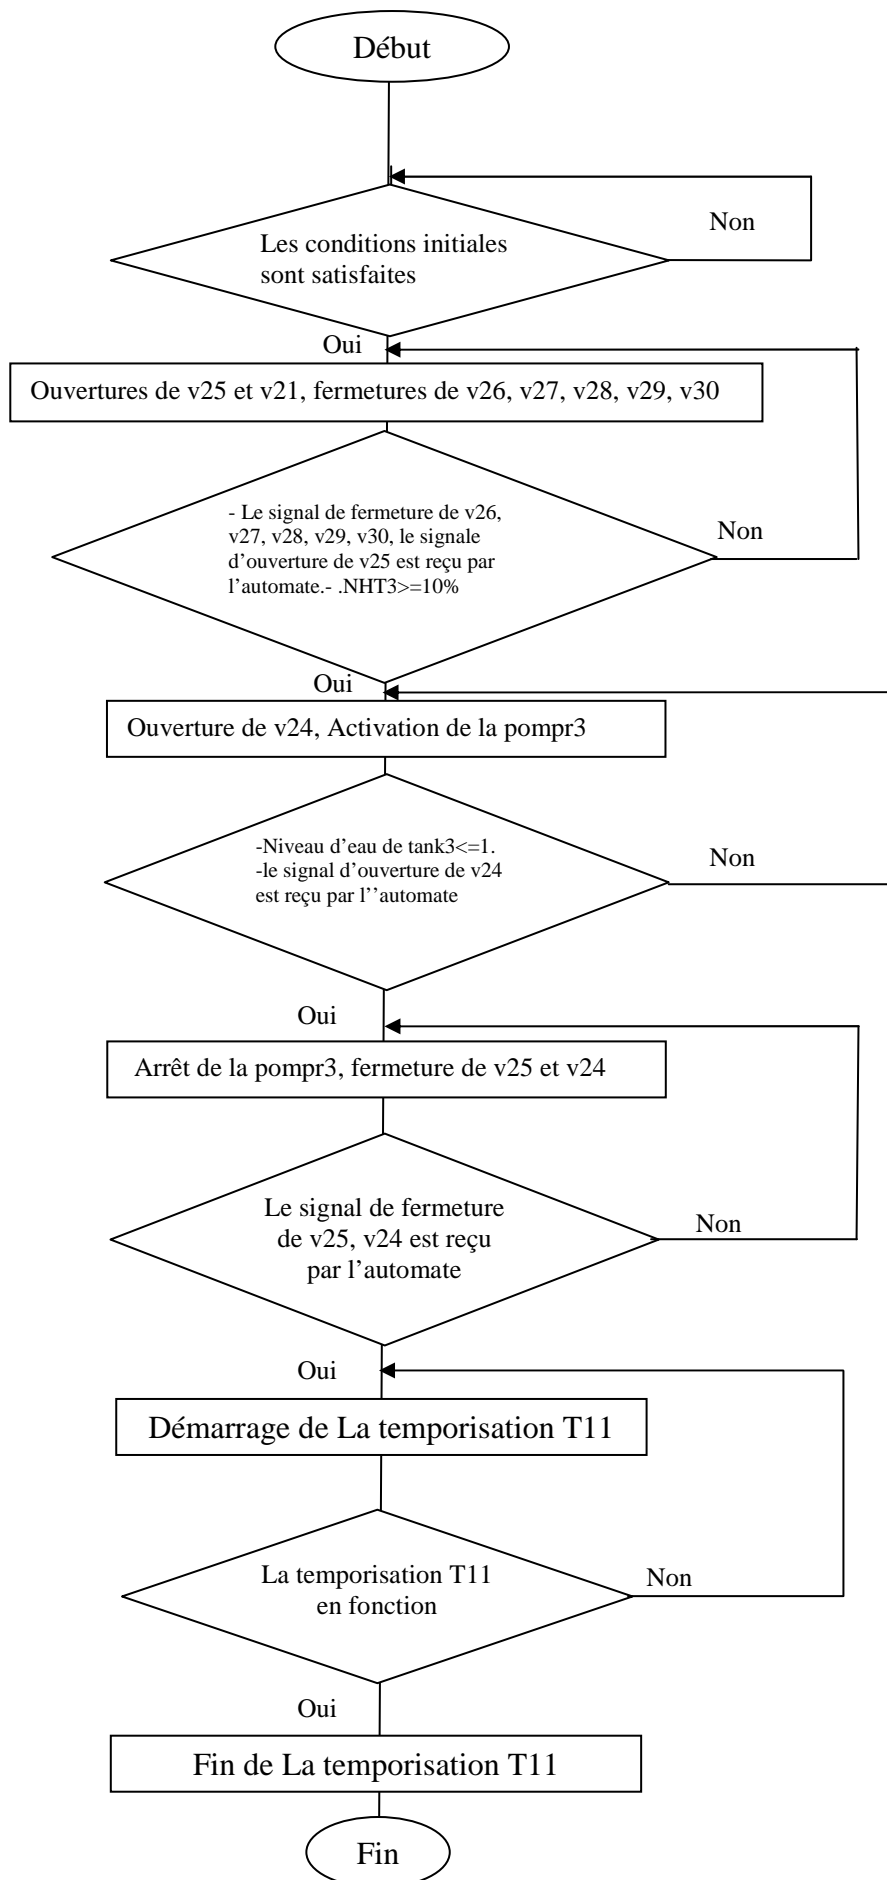 Début
Non
Les conditions initiales
sont satisfaites
Oui
Ouvertures de v25 et v21, fermetures de v26, v27, v28, v29, v30
- Le signal de fermeture de v26,
v27, v28, v29, v30, le signale
d’ouverture de v25 est reçu par
l’automate.- .NHT3>=10%
Non
Oui
Ouverture de v24, Activation de la pompr3
-Niveau d’eau de tank3<=1.
-le signal d’ouverture de v24
est reçu par l’’automate
Non
Oui
Arrêt de la pompr3, fermeture de v25 et v24
Le signal de fermeture
de v25, v24 est reçu
par l’automate
Non
Oui
Démarrage de La temporisation T11
La temporisation T11
en fonction
Non
Oui
Fin de La temporisation T11
Fin